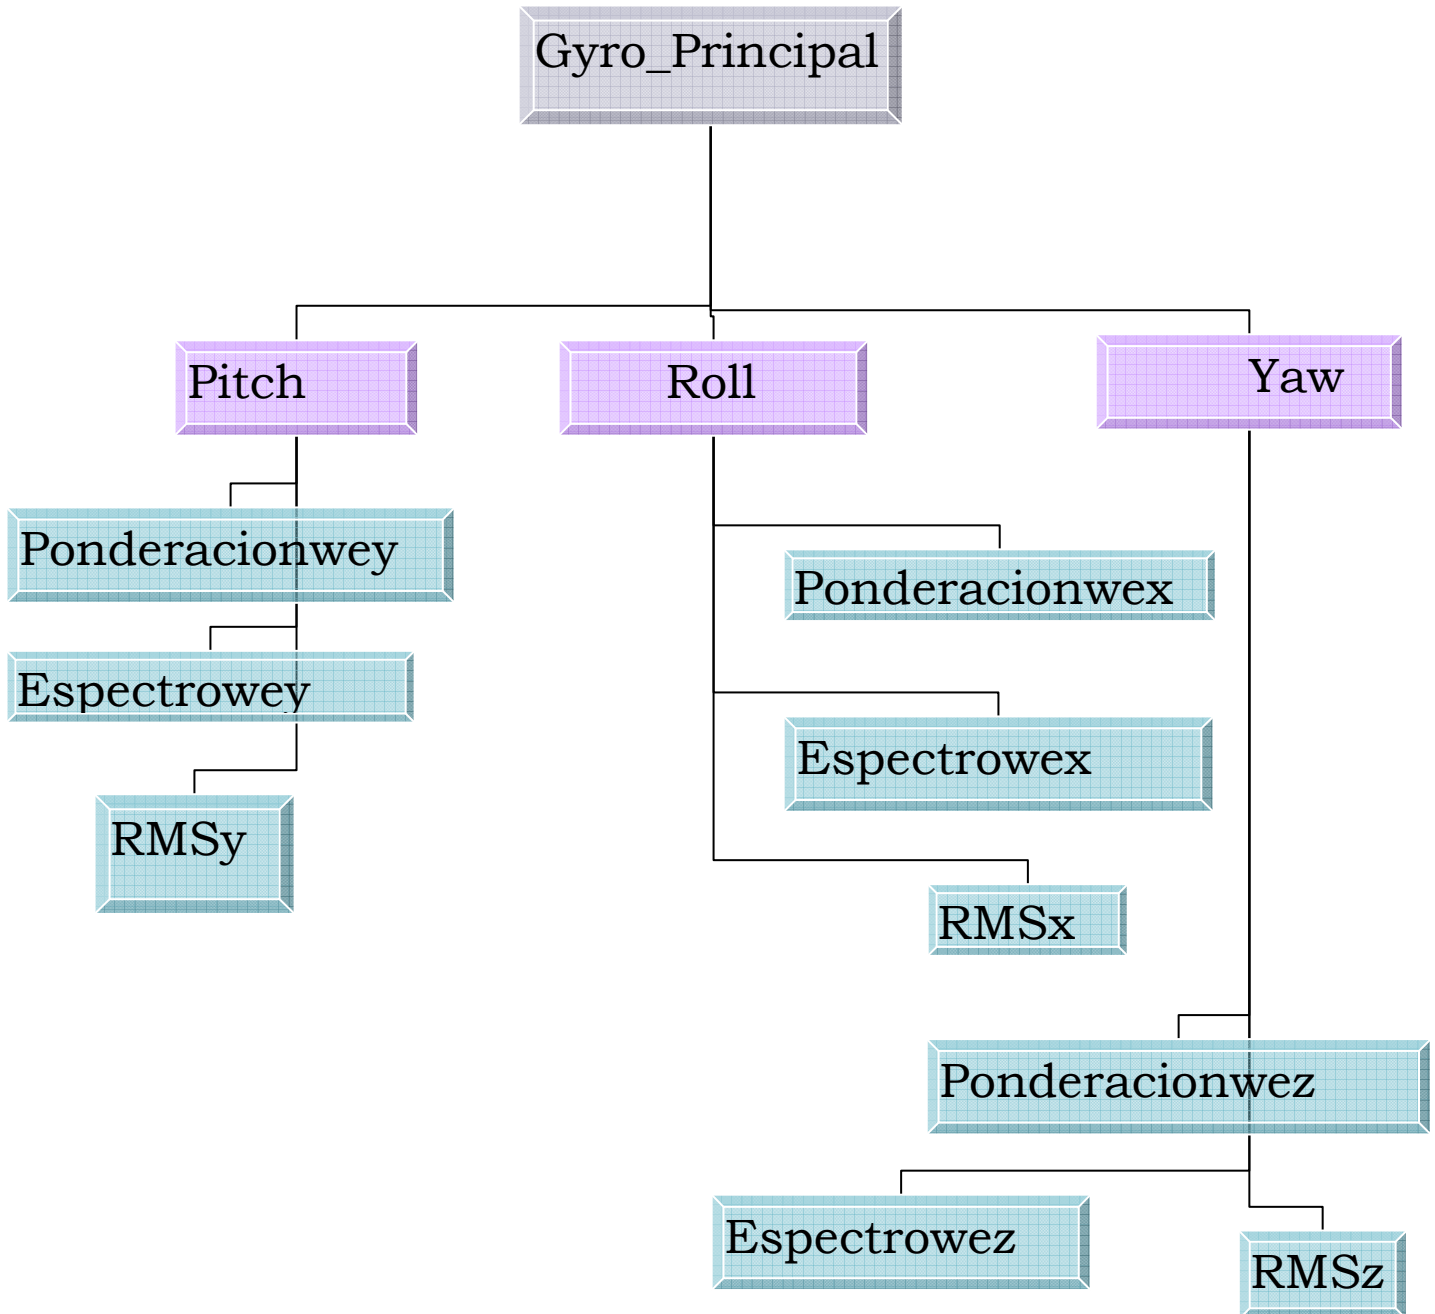 Gyro_Principal
Pitch
Roll
Yaw
Ponderacionwey
Ponderacionwex
Espectrowey
Espectrowex
RMSy
RMSx
Ponderacionwez
Espectrowez
RMSz